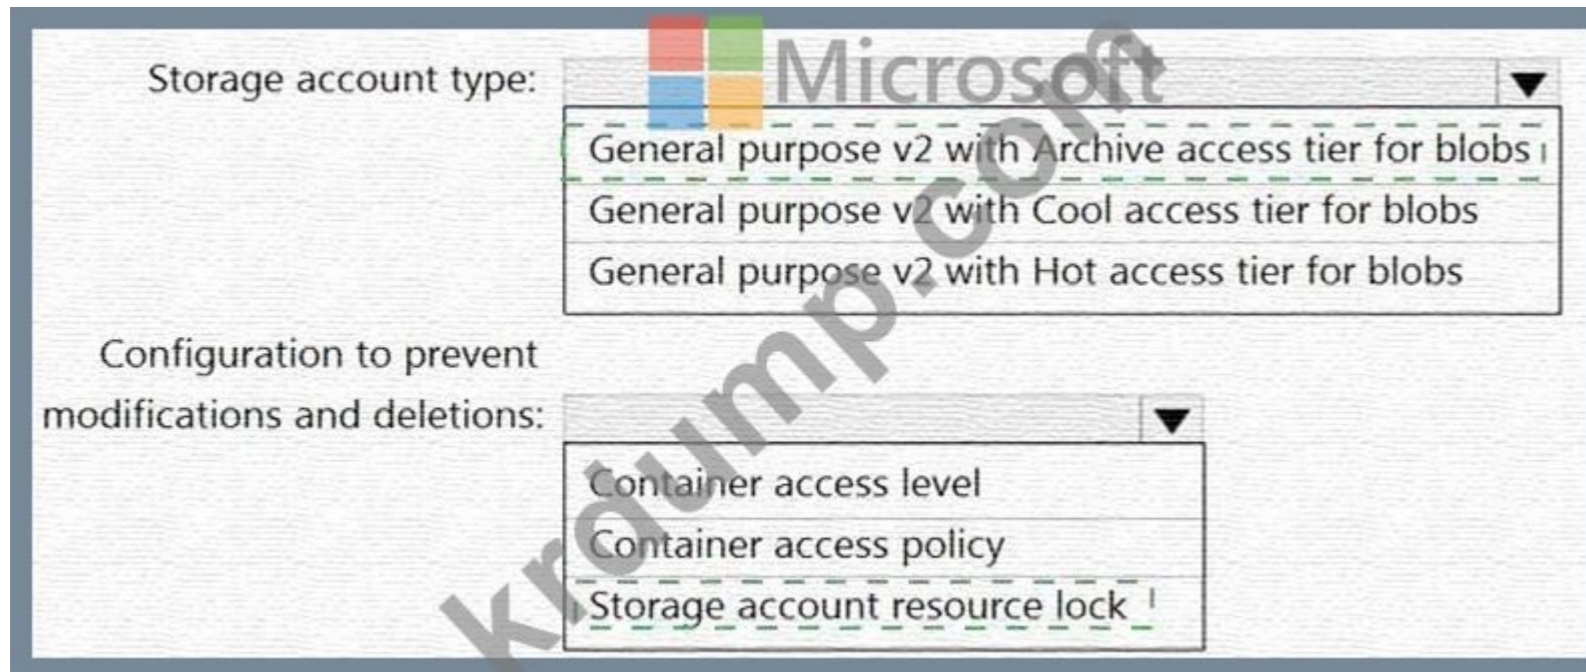 Microsoft
Storage account type:
General purpose v2 with Archive access tier for blobs
General purpose v2 with Cool access tier for blobs
General purpose v2 with Hot access tier for blobs
Configuration to prevent
modifications and deletions:
Container access level
Container access policy
Storage account resource lock
krdump.com